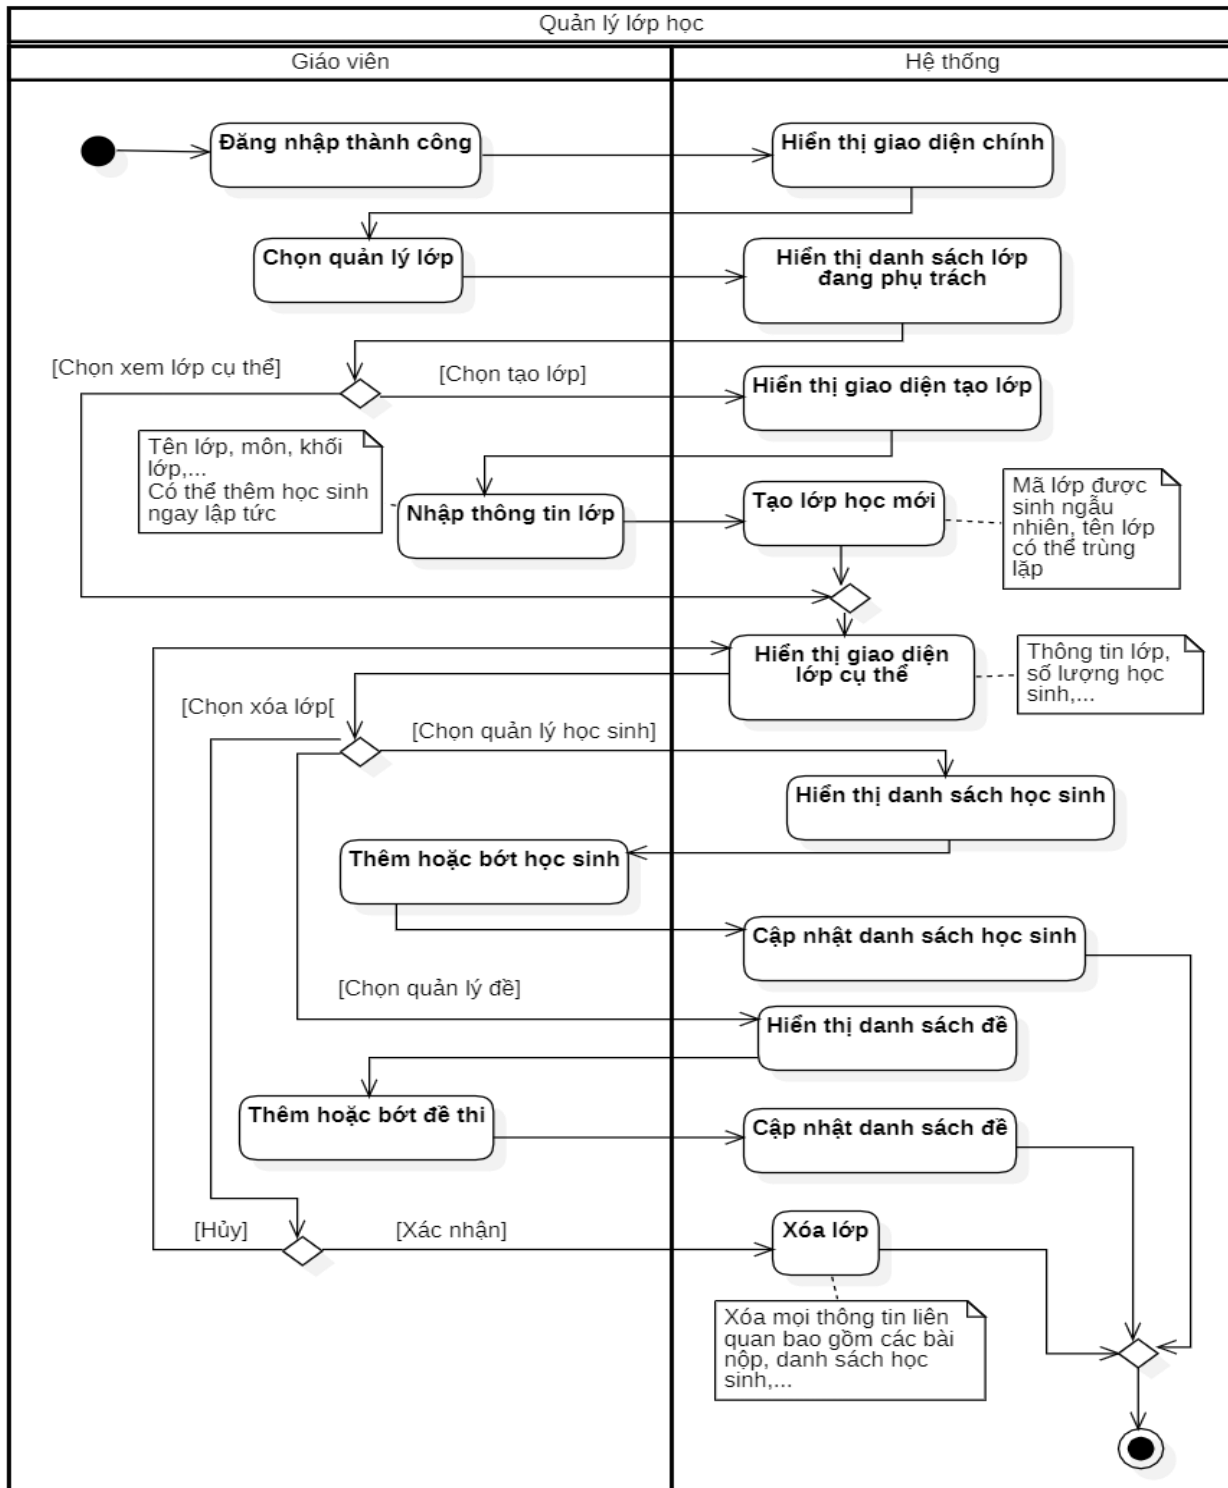 Quản lý lớp học
Giáo viên
Hệ thống
Đăng nhập thành công
Hiển thị giao diện chính
Chọn quản lý lớp
Hiển thị danh sách lớp
đang phụ trách
[Chọn xem lớp cụ thể]
[Chọn tạo lớp]
Hiển thị giao diện tạo lớp
Tên lớp, môn, khối
lớp,...
Có thể thêm học sinh
ngay lập tức
Nhập thông tin lớp
Tạo lớp học mới
Mã lớp được
sinh ngẫu
nhiên, tên lớp
có thể trùng
lặp
Hiển thị giao diện
lớp cụ thể
Thông tin lớp,
số lượng học
sinh,...
[Chọn xóa lớp[
[Chọn quản lý học sinh]
Hiển thị danh sách học sinh
Thêm hoặc bớt học sinh
Cập nhật danh sách học sinh
[Chọn quản lý đề]
Hiển thị danh sách đề
Thêm hoặc bớt đề thi
Cập nhật danh sách đề
[Hủy]
[Xác nhận]
Xóa lớp
Xóa mọi thông tin liên
quan bao gồm các bài
nộp, danh sách học
sinh,...